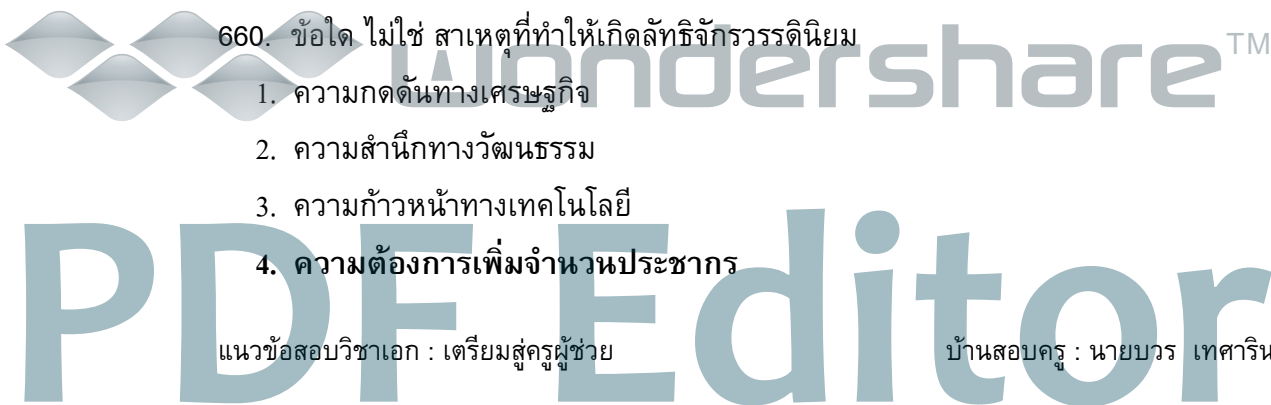 660. ข้อใด ไม่ใช่ สาเหตุที่ทำให้เกิดลัทธิจักรวรรดินิยม
wondershare™
1. ความกดดันทางเศรษฐกิจ
2. ความสำนึกทางวัฒนธรรม
3. ความก้าวหน้าทางเทคโนโลยี
4. ความต้องการเพิ่มจำนวนประชากร
PDF Editor
แนวข้อสอบวิชาเอก : เตรียมสู่ครูผู้ช่วย บ้านสอบครู : นายบวร เทศาริน